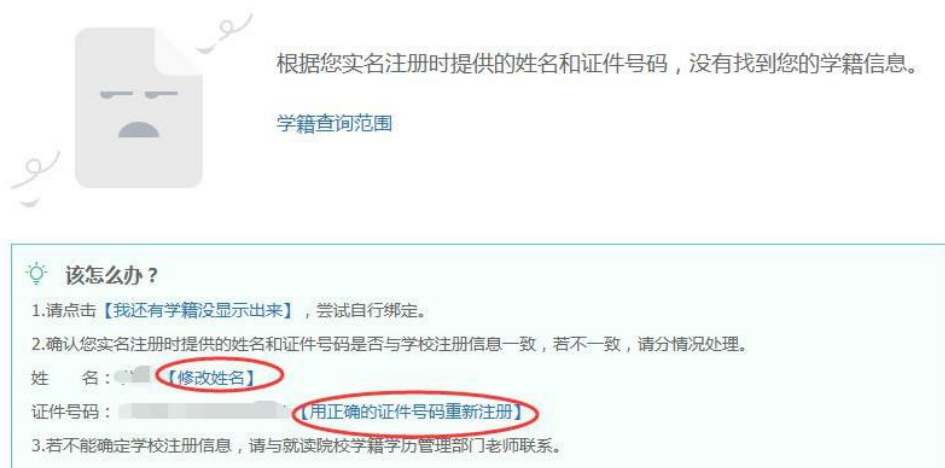 根据您实名注册时提供的姓名和证件号码，没有找到您的学籍信息。
学籍查询范围
该怎么办？
1.请点击【我还有学籍没显示出来】，尝试自行绑定。
2.确认您实名注册时提供的姓名和证件号码是否与学校注册信息一致，若不一致，请分情况处理。
姓　　名： 【修改姓名】
证件号码： 【用正确的证件号码重新注册】
3.若不能确定学校注册信息，请与就读院校学籍学历管理部门老师联系。